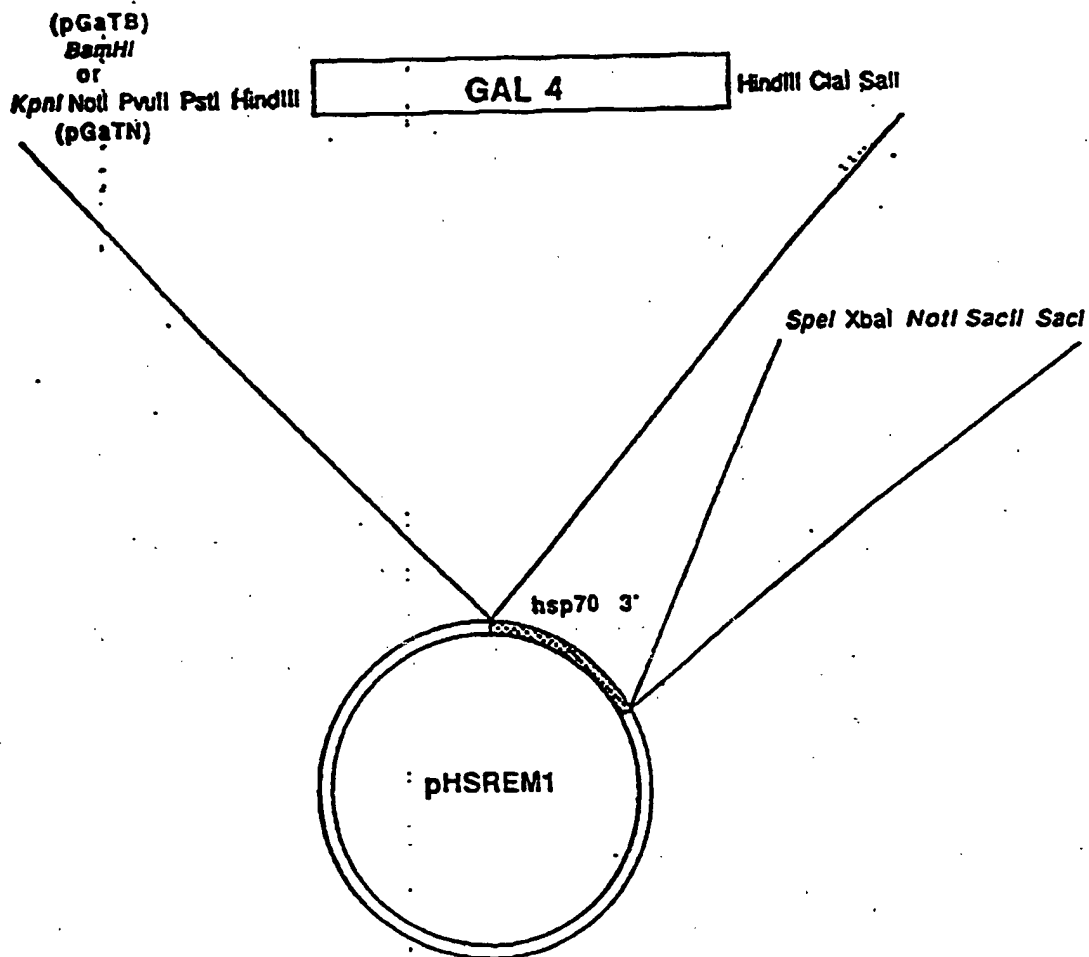 (pGaTB)
BamHI
or
KpnI NotI PvuII PstI HindIII
(pGaTN)
GAL 4
HindIII ClaI SalI
SpeI XbaI NotI SacII SacI
hsp70 3'
pHSREM1